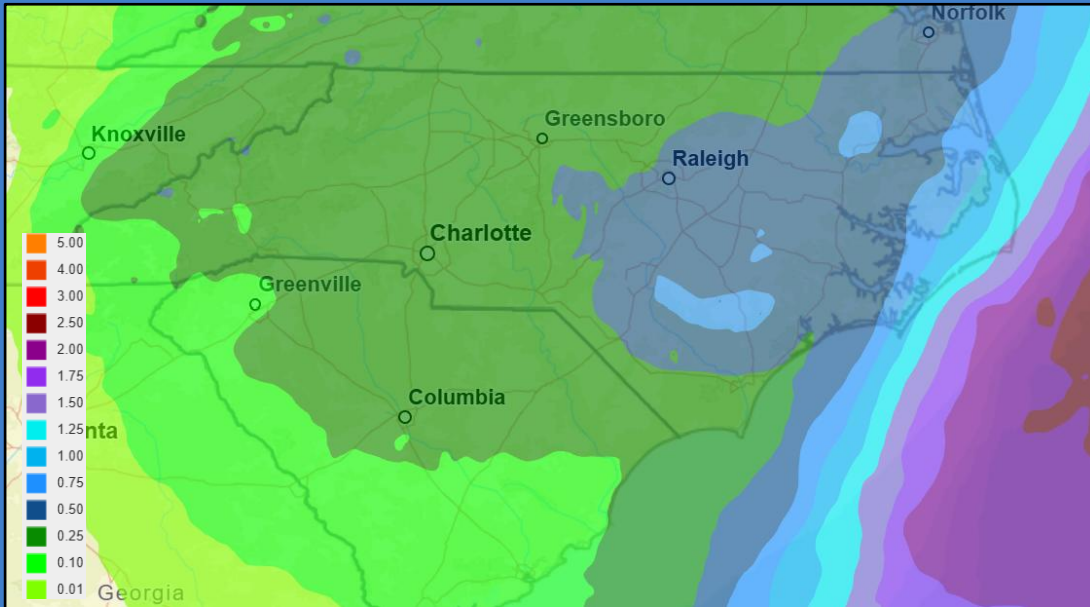 Norfolk
Greensboro
Knoxville
Raleigh
Charlotte
Greenville
Columbia
nta
Georgia
5.00
4.00
3.00
2.50
2.00
1.75
1.50
1.25
1.00
0.75
0.50
0.25
0.10
0.01